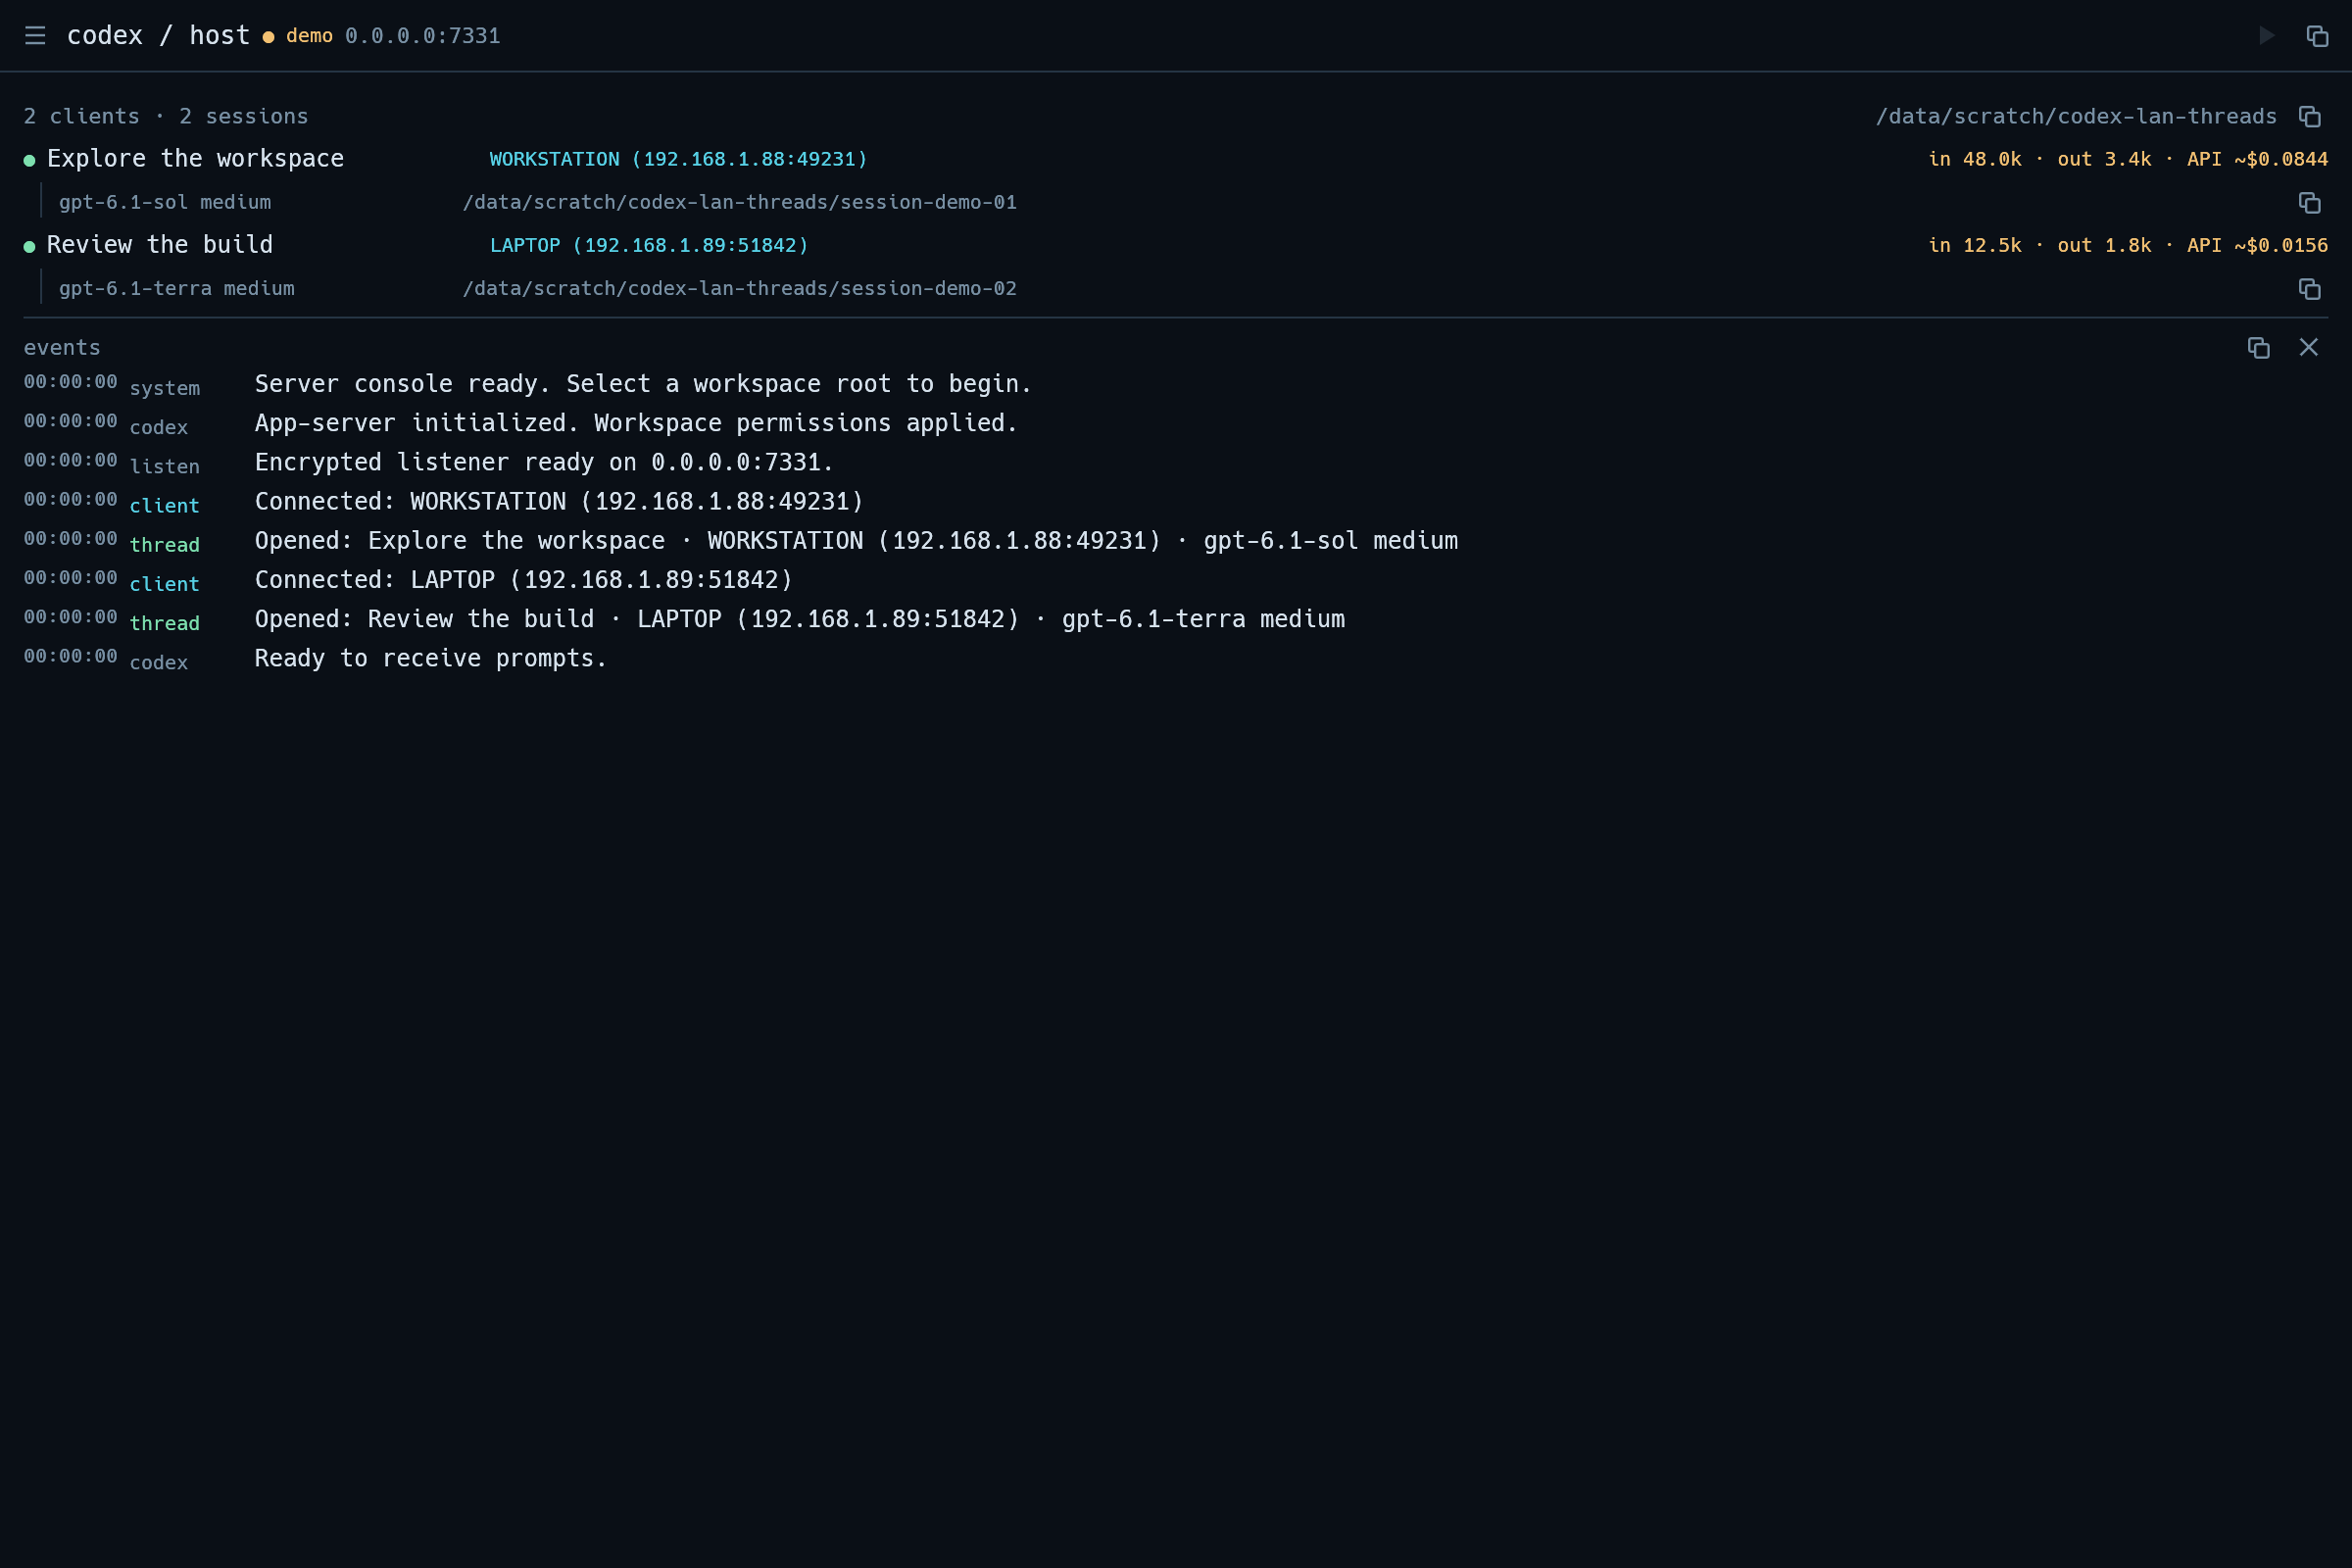 codex / host ● demo 0.0.0.0:7331
2 clients · 2 sessions /data/scratch/codex-lan-threads
Explore the workspace WORKSTATION (192.168.1.88:49231) in 48.0k · out 3.4k · API ~$0.0844
gpt-6.1-sol medium /data/scratch/codex-lan-threads/session-demo-01
Review the build LAPTOP (192.168.1.89:51842) in 12.5k · out 1.8k · API ~$0.0156
gpt-6.1-terra medium /data/scratch/codex-lan-threads/session-demo-02
events
00:00:00 system Server console ready. Select a workspace root to begin.
00:00:00 codex App-server initialized. Workspace permissions applied.
00:00:00 listen Encrypted listener ready on 0.0.0.0:7331.
00:00:00 client Connected: WORKSTATION (192.168.1.88:49231)
00:00:00 thread Opened: Explore the workspace · WORKSTATION (192.168.1.88:49231) · gpt-6.1-sol medium
00:00:00 client Connected: LAPTOP (192.168.1.89:51842)
00:00:00 thread Opened: Review the build · LAPTOP (192.168.1.89:51842) · gpt-6.1-terra medium
00:00:00 codex Ready to receive prompts.